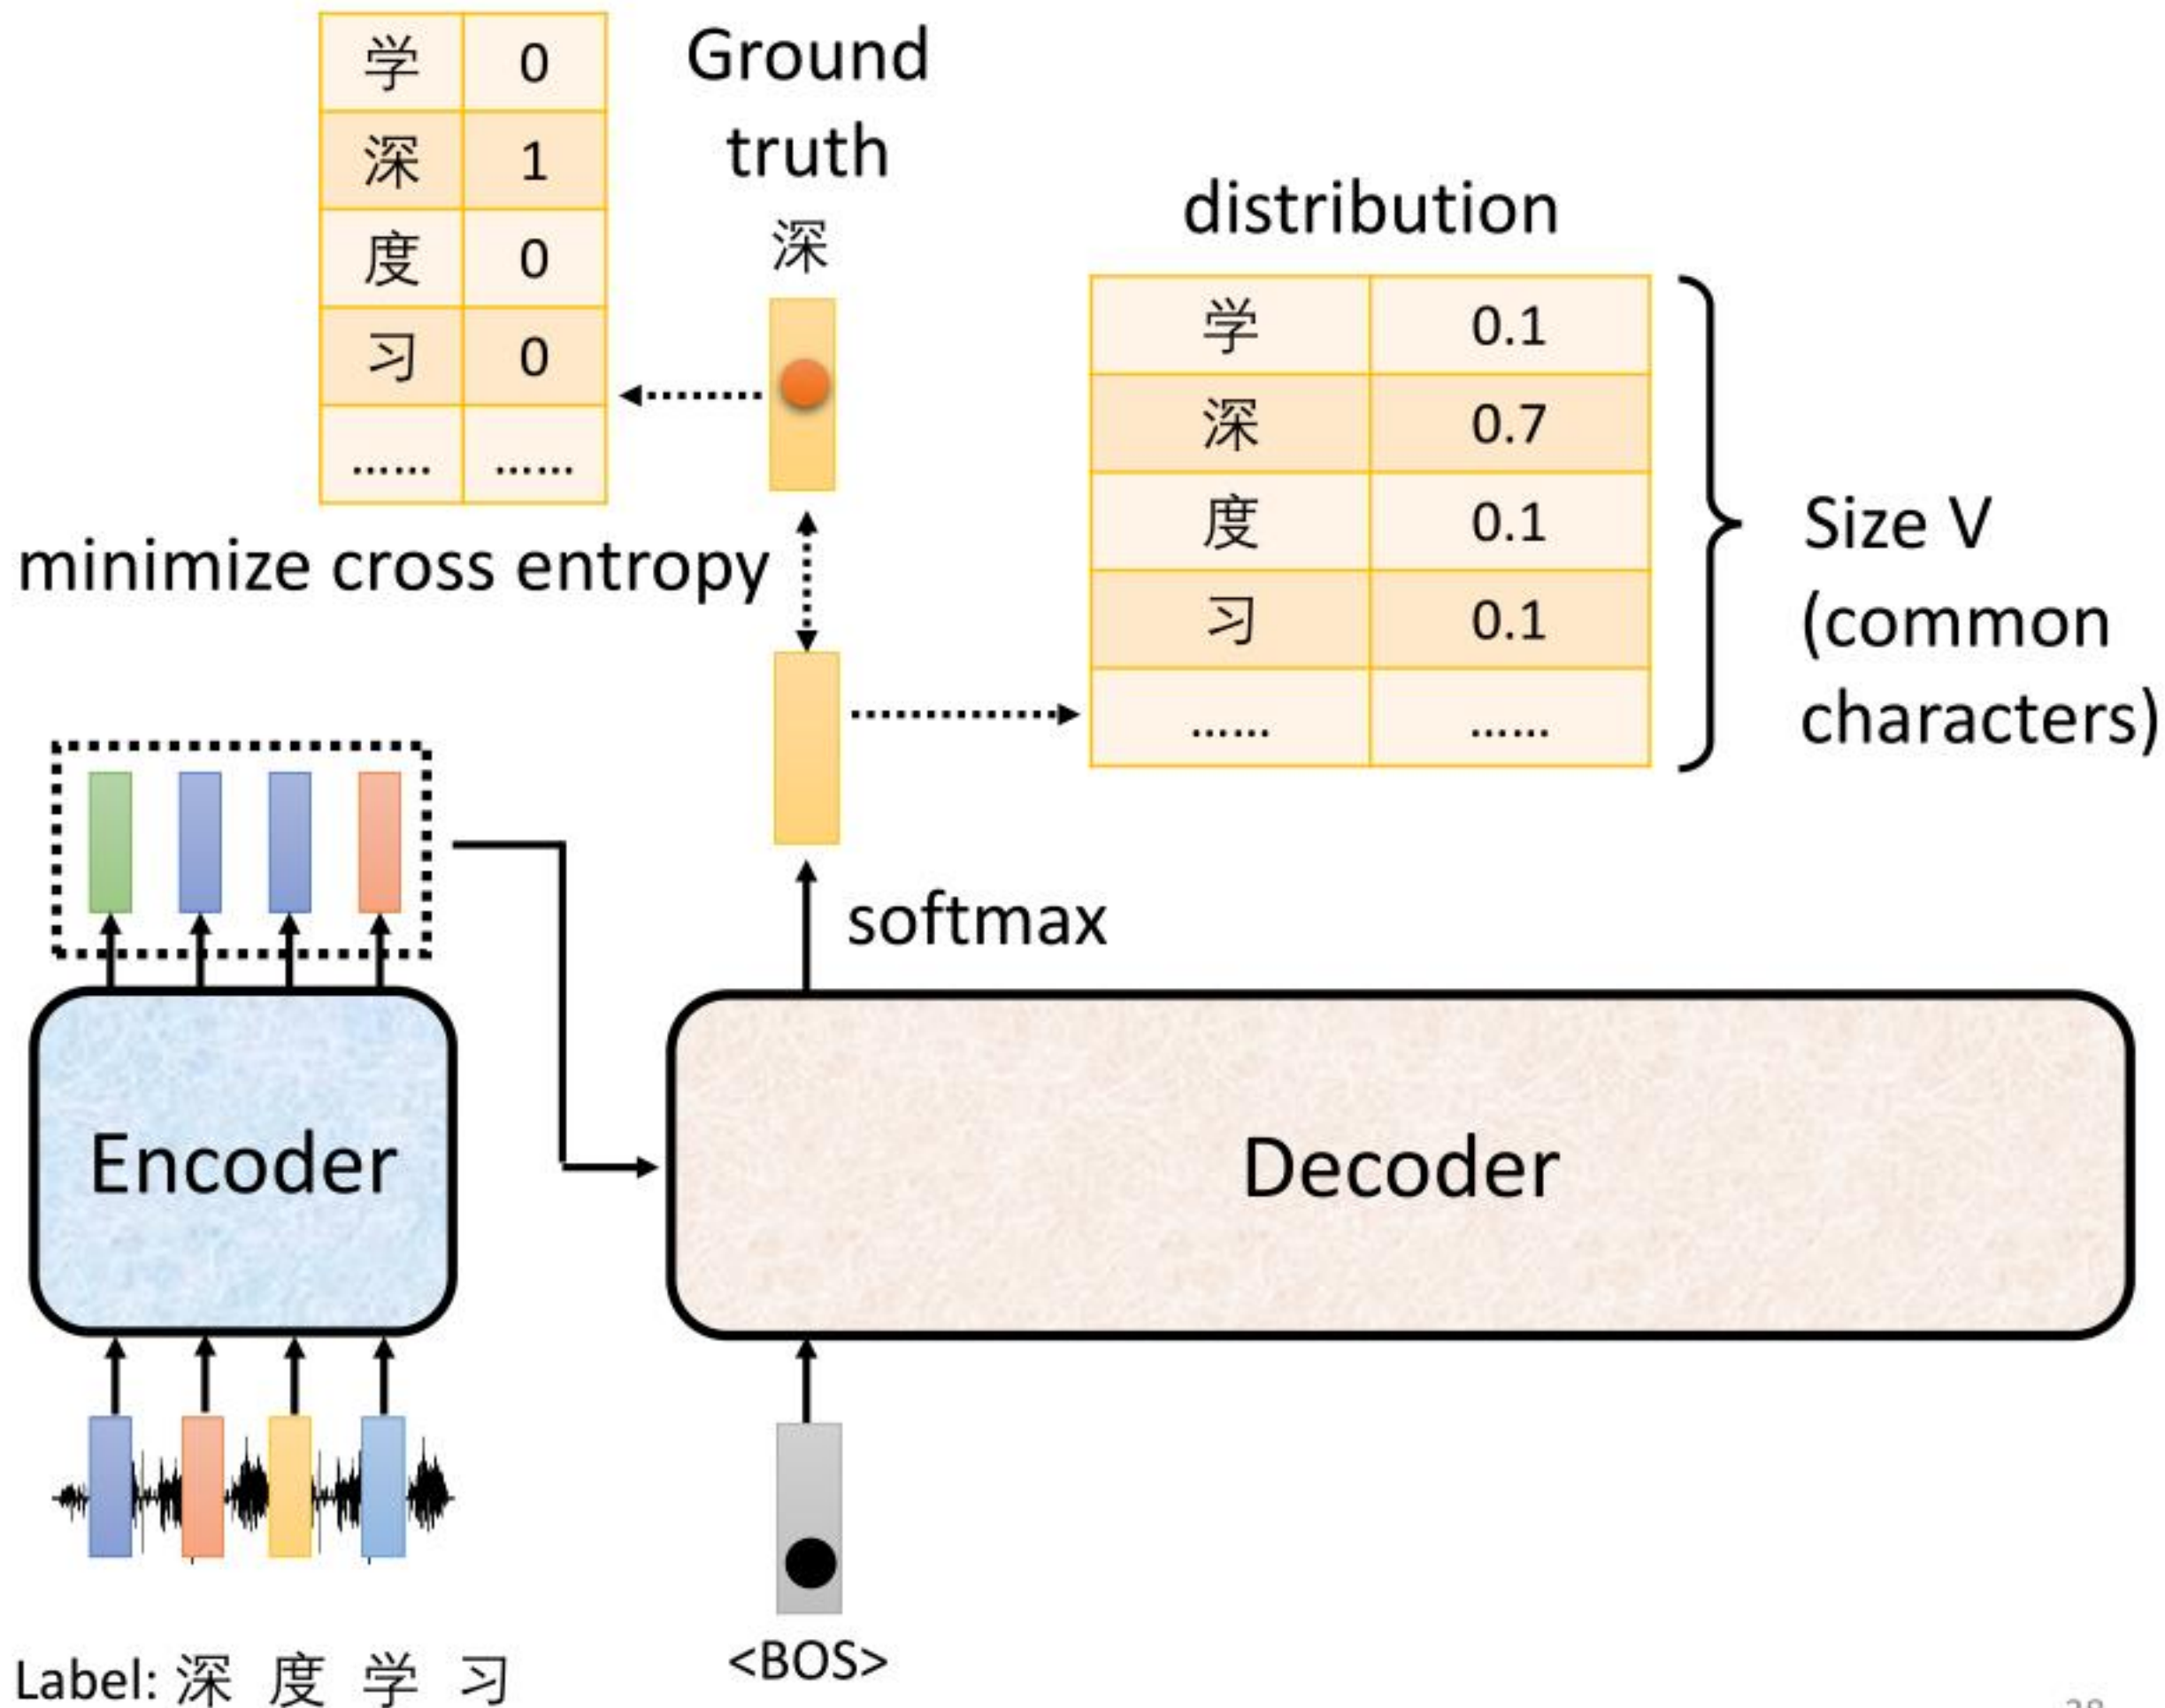 学 0
深 1
度 0
习 0
...... ......
Ground
truth
深
distribution
学 0.1
深 0.7
度 0.1
习 0.1
...... ......
Size V
(common
characters)
minimize cross entropy
softmax
Encoder
Decoder
<BOS>
Label: 深 度 学 习